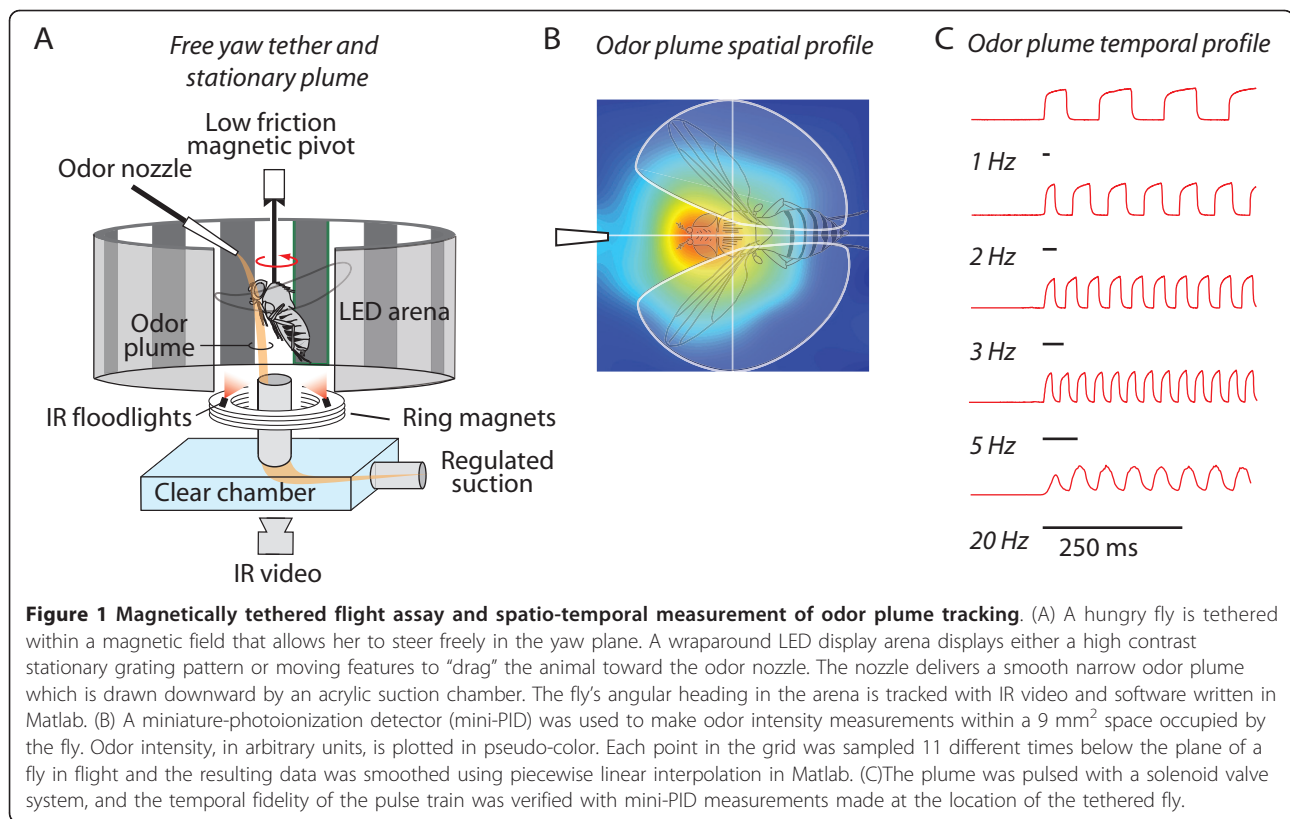 A
Free yaw tether and
stationary plume
Low friction
magnetic pivot
Odor nozzle
LED arena
Odor
plume
IR floodlights
Ring magnets
Regulated
suction
Clear chamber
IR video
B
Odor plume spatial profile
C
Odor plume temporal profile
1 Hz
2 Hz
3 Hz
5 Hz
20 Hz
250 ms
Figure 1 Magnetically tethered flight assay and spatio-temporal measurement of odor plume tracking. (A) A hungry fly is tethered
within a magnetic field that allows her to steer freely in the yaw plane. A wraparound LED display arena displays either a high contrast
stationary grating pattern or moving features to “drag” the animal toward the odor nozzle. The nozzle delivers a smooth narrow odor plume
which is drawn downward by an acrylic suction chamber. The fly’s angular heading in the arena is tracked with IR video and software written in
Matlab. (B) A miniature-photoionization detector (mini-PID) was used to make odor intensity measurements within a 9 mm² space occupied by
the fly. Odor intensity, in arbitrary units, is plotted in pseudo-color. Each point in the grid was sampled 11 different times below the plane of a
fly in flight and the resulting data was smoothed using piecewise linear interpolation in Matlab. (C)The plume was pulsed with a solenoid valve
system, and the temporal fidelity of the pulse train was verified with mini-PID measurements made at the location of the tethered fly.